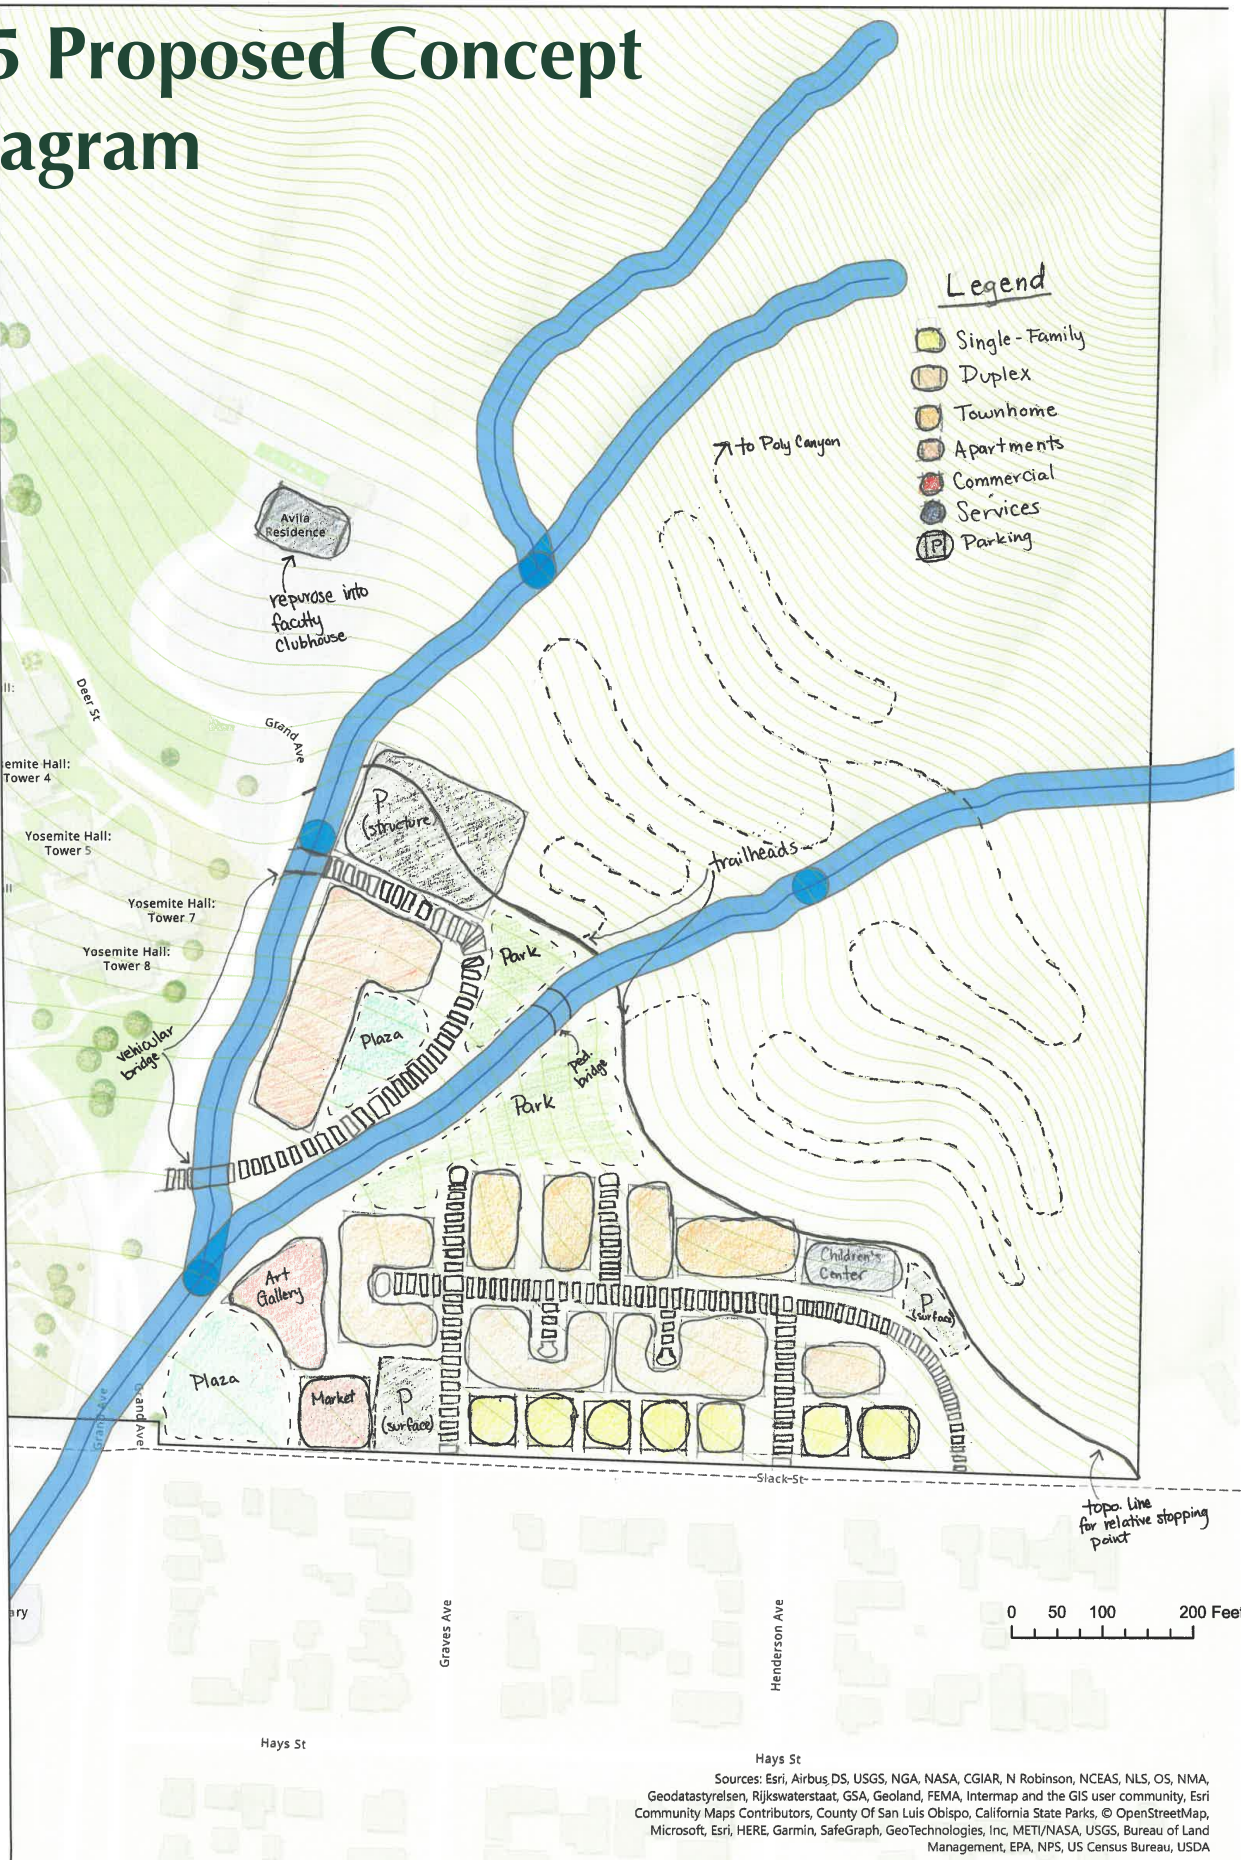 5 Proposed Concept
agram
Legend
Single-Family
Duplex
Townhome
Apartments
Commercial
Services
P Parking
to Poly Canyon
Avila
Residence
repurose into
faculty
Clubhouse
Deer St
Grand Ave
all:
semite Hall:
Tower 4
Yosemite Hall:
Tower 5
all
Yosemite Hall:
Tower 7
Yosemite Hall:
Tower 8
P
(structure)
trailheads
Park
Plaza
vehicular
bridge
ped.
bridge
Park
Art
Gallery
Children's
Center
P
(surface)
Plaza
Market
P
(surface)
Grand Ave
Grand Ave
Slack St
topo. line
for relative stopping
point
ary
Graves Ave
Henderson Ave
0 50 100 200 Fee
Hays St
Hays St
Sources: Esri, Airbus DS, USGS, NGA, NASA, CGIAR, N Robinson, NCEAS, NLS, OS, NMA,
Geodatastyrelsen, Rijkswaterstaat, GSA, Geoland, FEMA, Intermap and the GIS user community, Esri
Community Maps Contributors, County Of San Luis Obispo, California State Parks, © OpenStreetMap,
Microsoft, Esri, HERE, Garmin, SafeGraph, GeoTechnologies, Inc, METI/NASA, USGS, Bureau of Land
Management, EPA, NPS, US Census Bureau, USDA